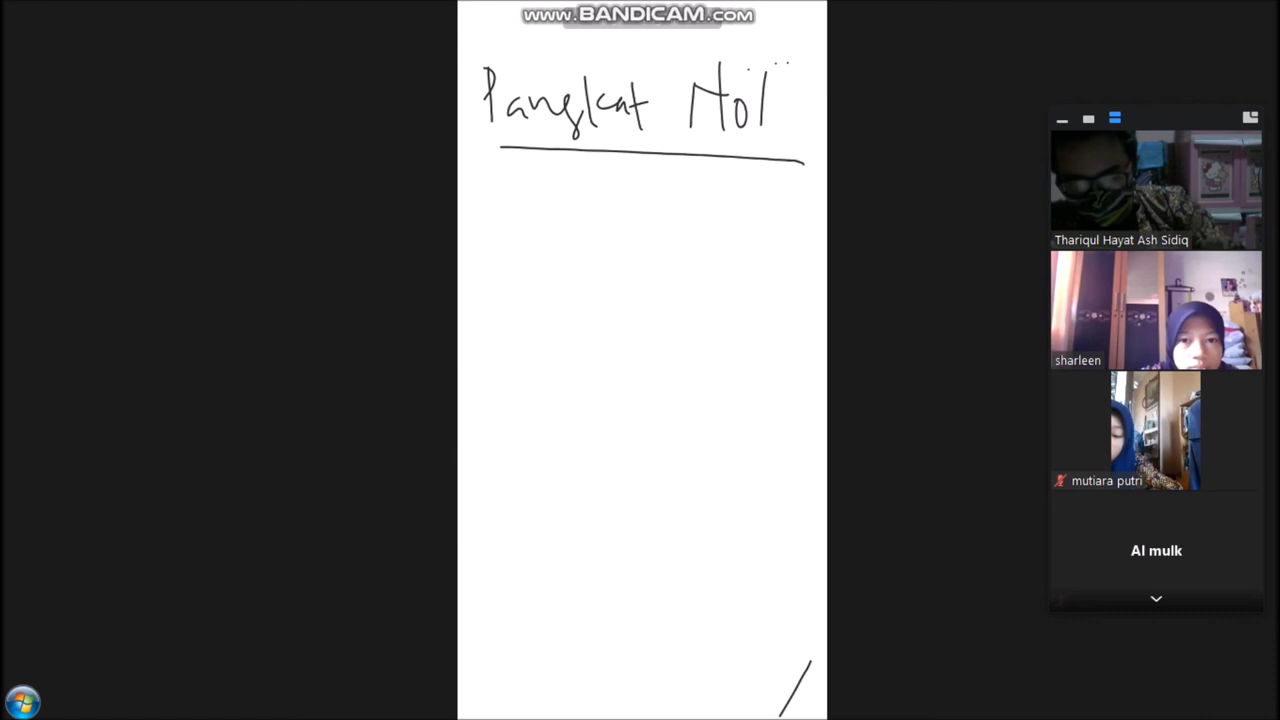 www.BANDICAM.com
Pangkat Nol
Thariqul Hayat Ash Sidiq
sharleen
mutiara putri
Al mulk